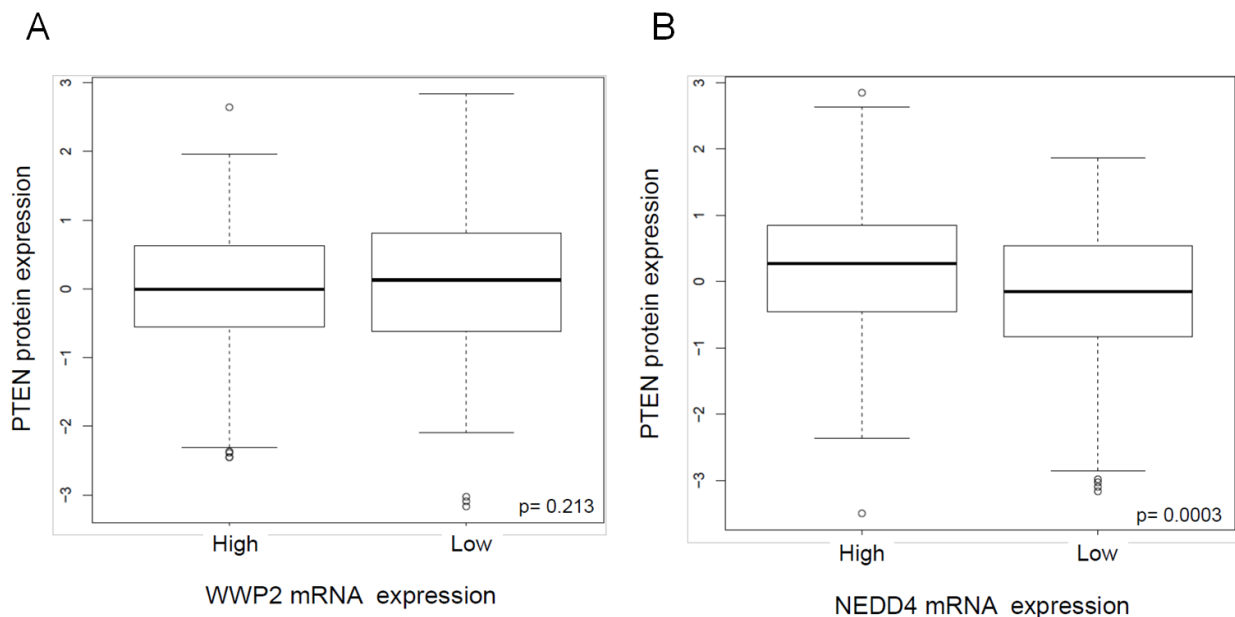 A
B
PTEN protein expression
3
2
1
0
−1
−2
−3
p= 0.213
High
Low
WWP2 mRNA expression
PTEN protein expression
3
2
1
0
−1
−2
−3
p= 0.0003
High
Low
NEDD4 mRNA expression